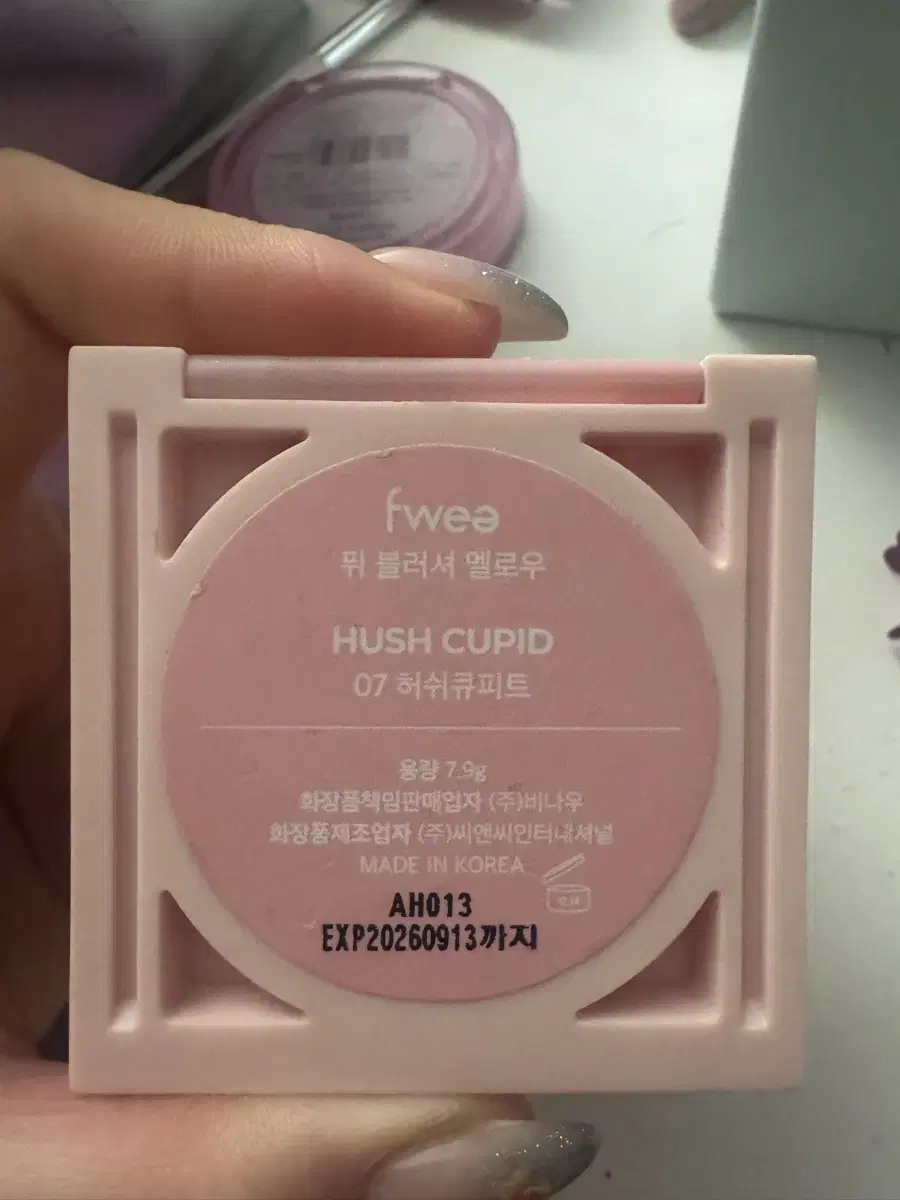 fwee
퓌 블러셔 멜로우
HUSH CUPID
07 허쉬큐피트
용량 7.9g
화장품책임판매업자 (주)비나우
화장품제조업자 (주)씨앤씨인터내셔널
MADE IN KOREA
AH013
EXP20260913까지